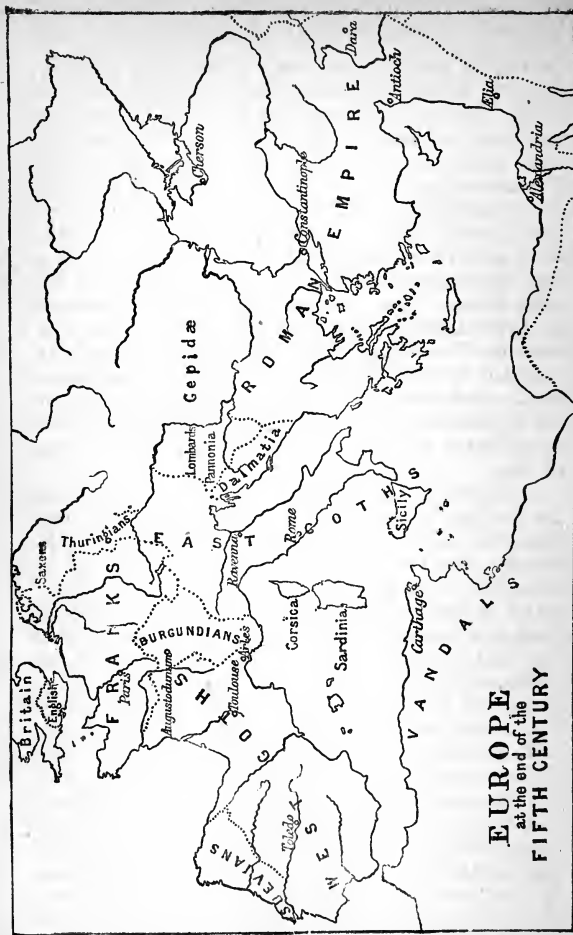 Britain
English
Saxons
Thuringians
FRANKS
Paris
Augustodunum
BURGUNDIANS
Toulouse
Arles
WEST GOTHS
SUEVIANS
Toledo
EAST GOTHS
Lombards
Pannonia
Dalmatia
Gepidæ
Ravenna
Rome
Corsica
Sardinia
Sicily
Carthage
VANDALS
ROMAN EMPIRE
Cherson
Constantinople
Dara
Antioch
Ælia
Alexandria
EUROPE
at the end of the
FIFTH CENTURY